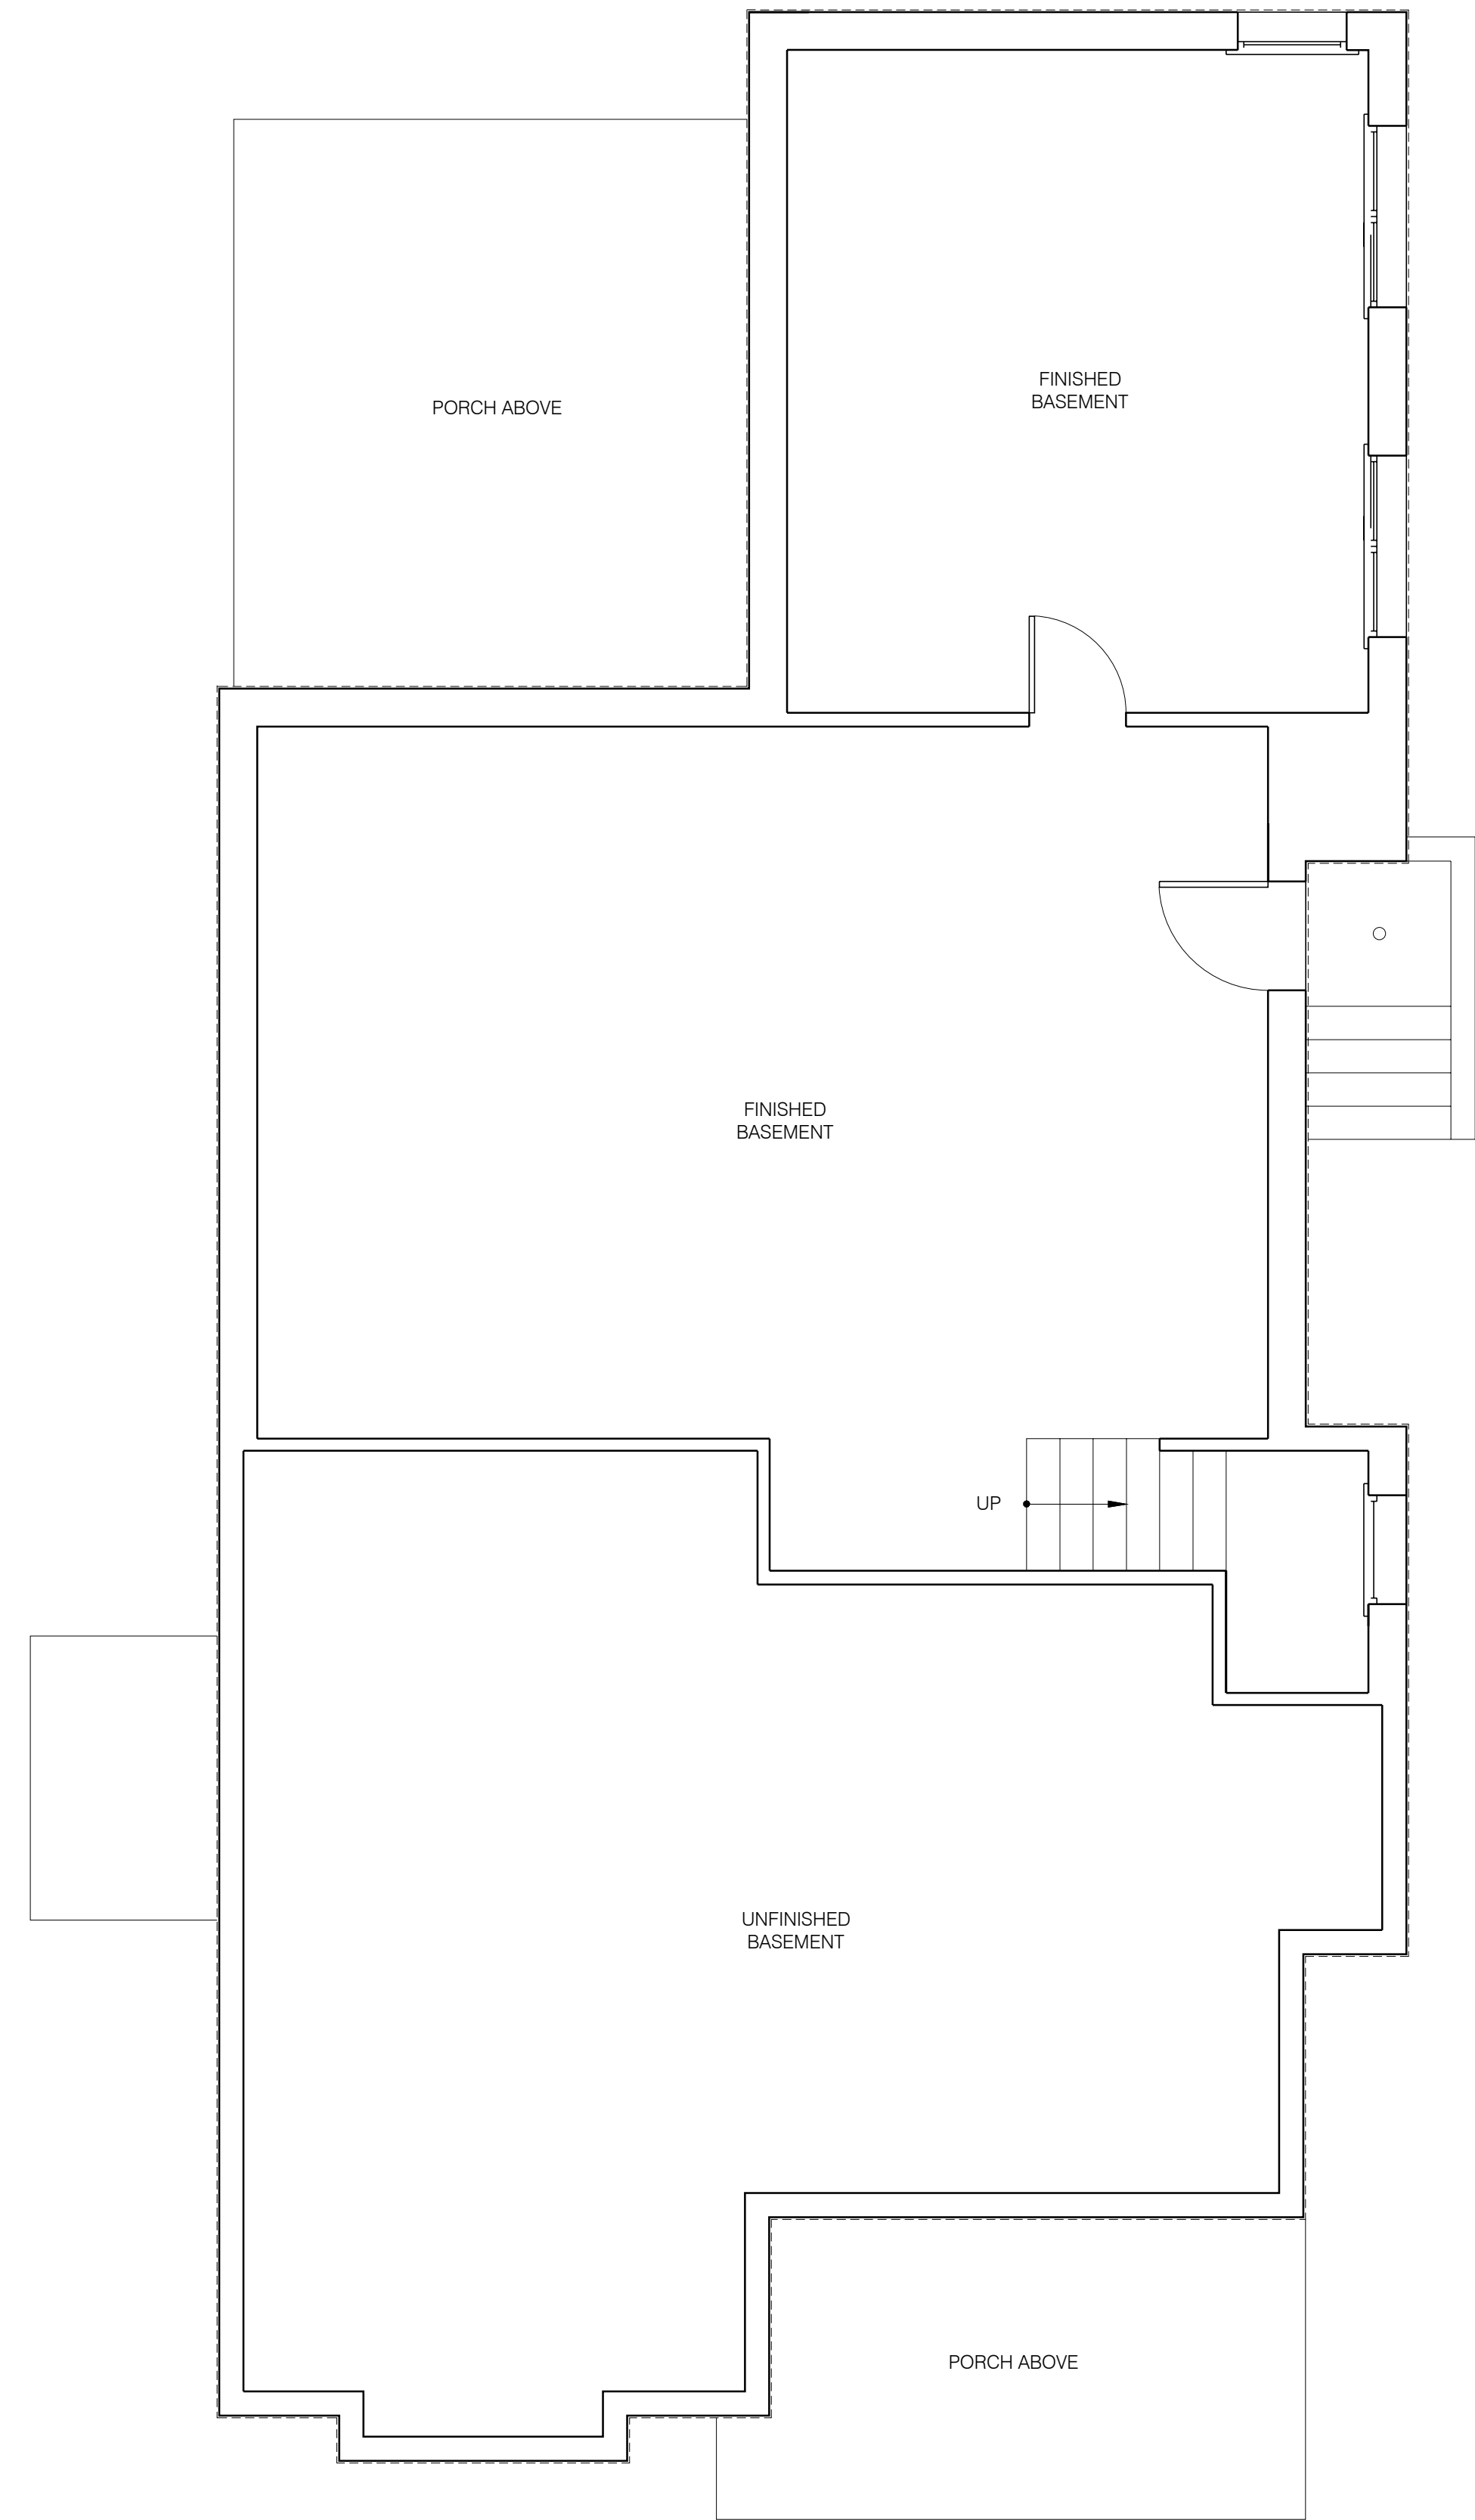 FINISHED
BASEMENT
PORCH ABOVE
FINISHED
BASEMENT
UP
UNFINISHED
BASEMENT
PORCH ABOVE